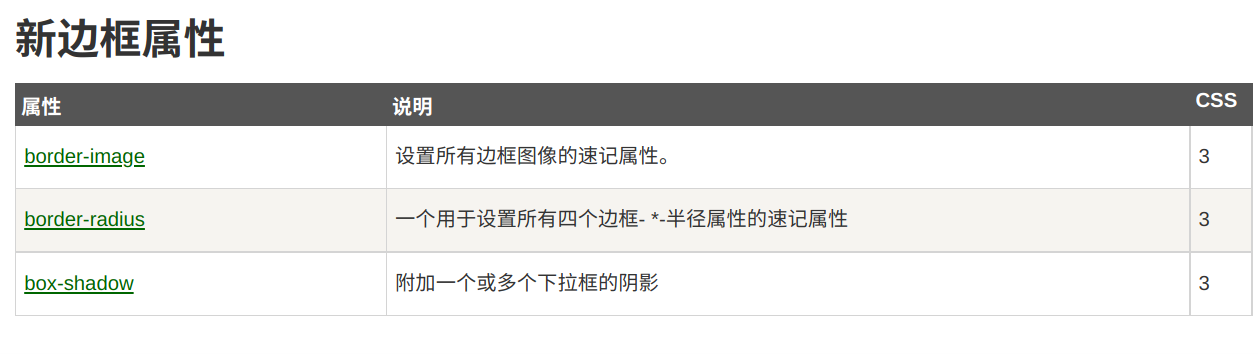 新边框属性
属性 说明 CSS
border-image 设置所有边框图像的速记属性。 3
border-radius 一个用于设置所有四个边框- *-半径属性的速记属性 3
box-shadow 附加一个或多个下拉框的阴影 3